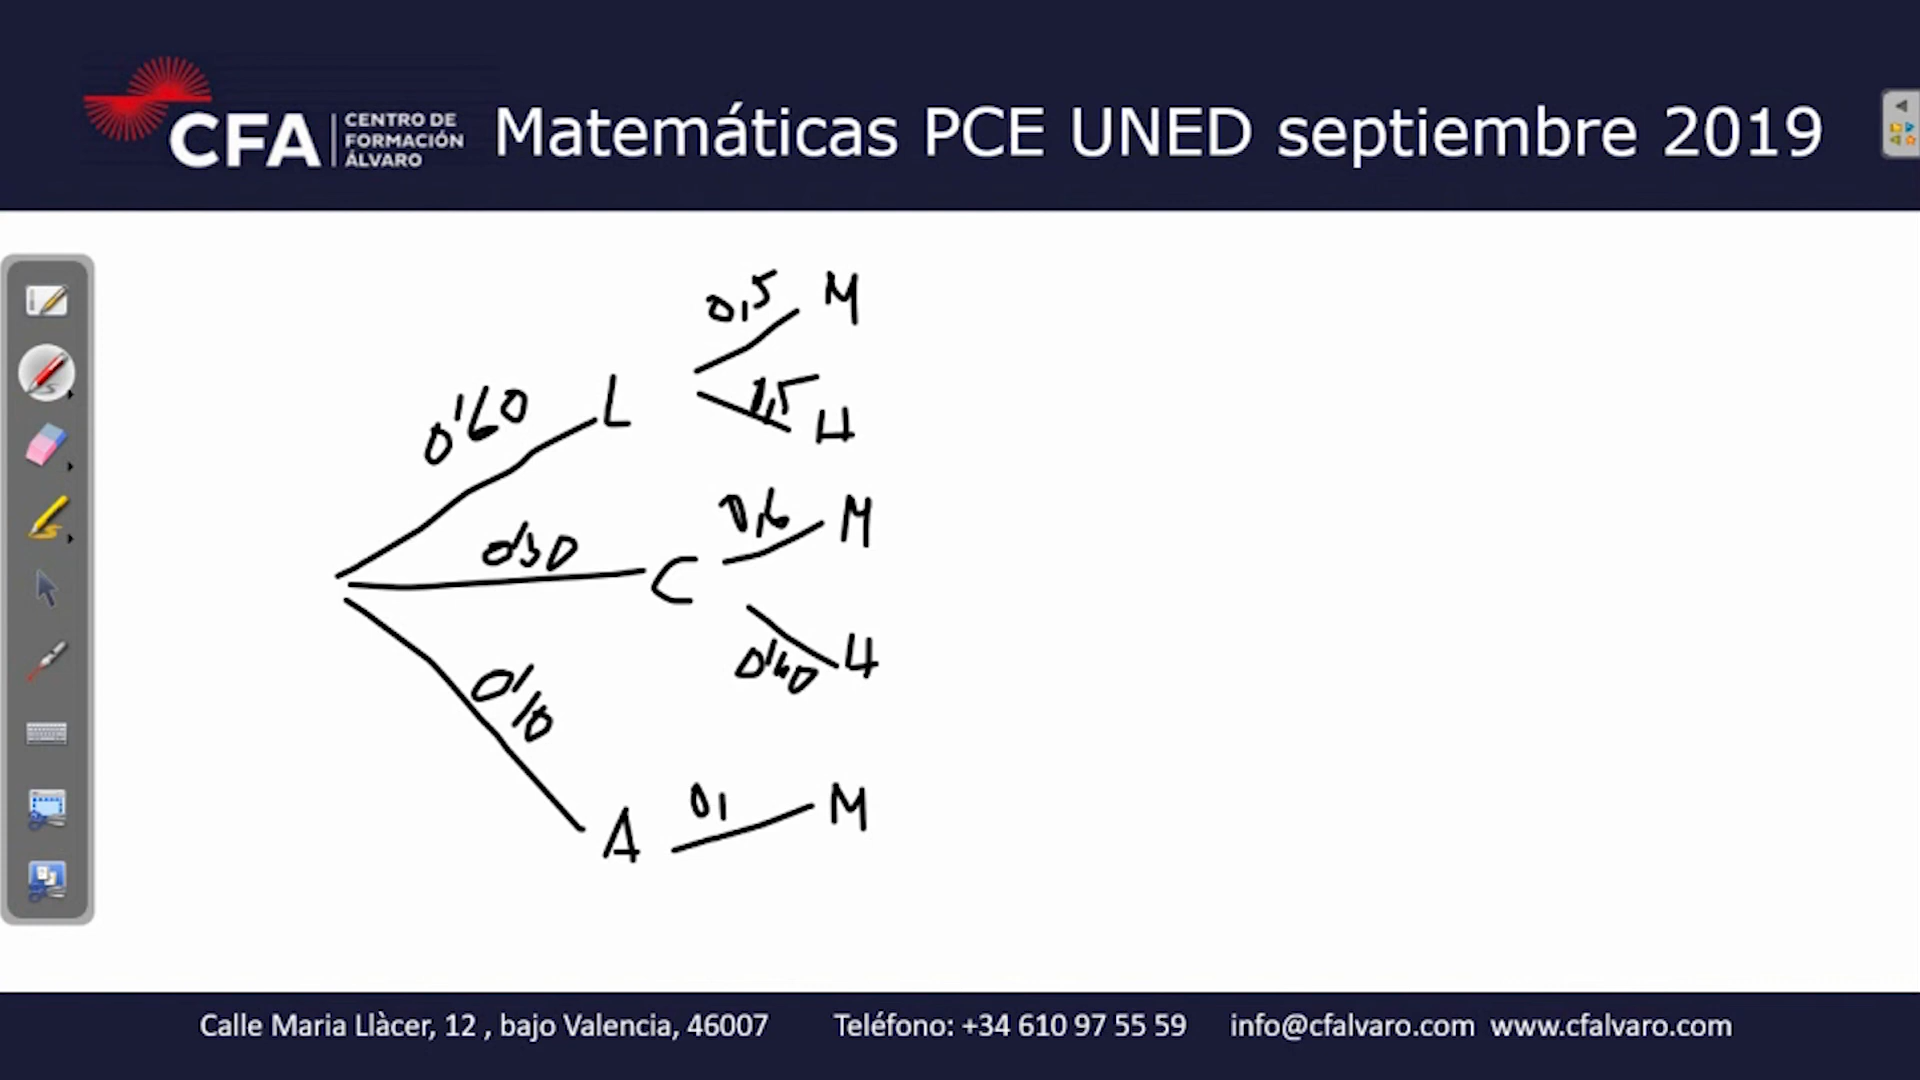 CFA
CENTRO DE
FORMACIÓN
ÁLVARO
Matemáticas PCE UNED septiembre 2019
0,5 M
0'60 L
0,5 H
0,6 M
0'30 C
0'40 H
0'10
0, M
A
Calle Maria Llàcer, 12 , bajo Valencia, 46007 Teléfono: +34 610 97 55 59 info@cfalvaro.com www.cfalvaro.com